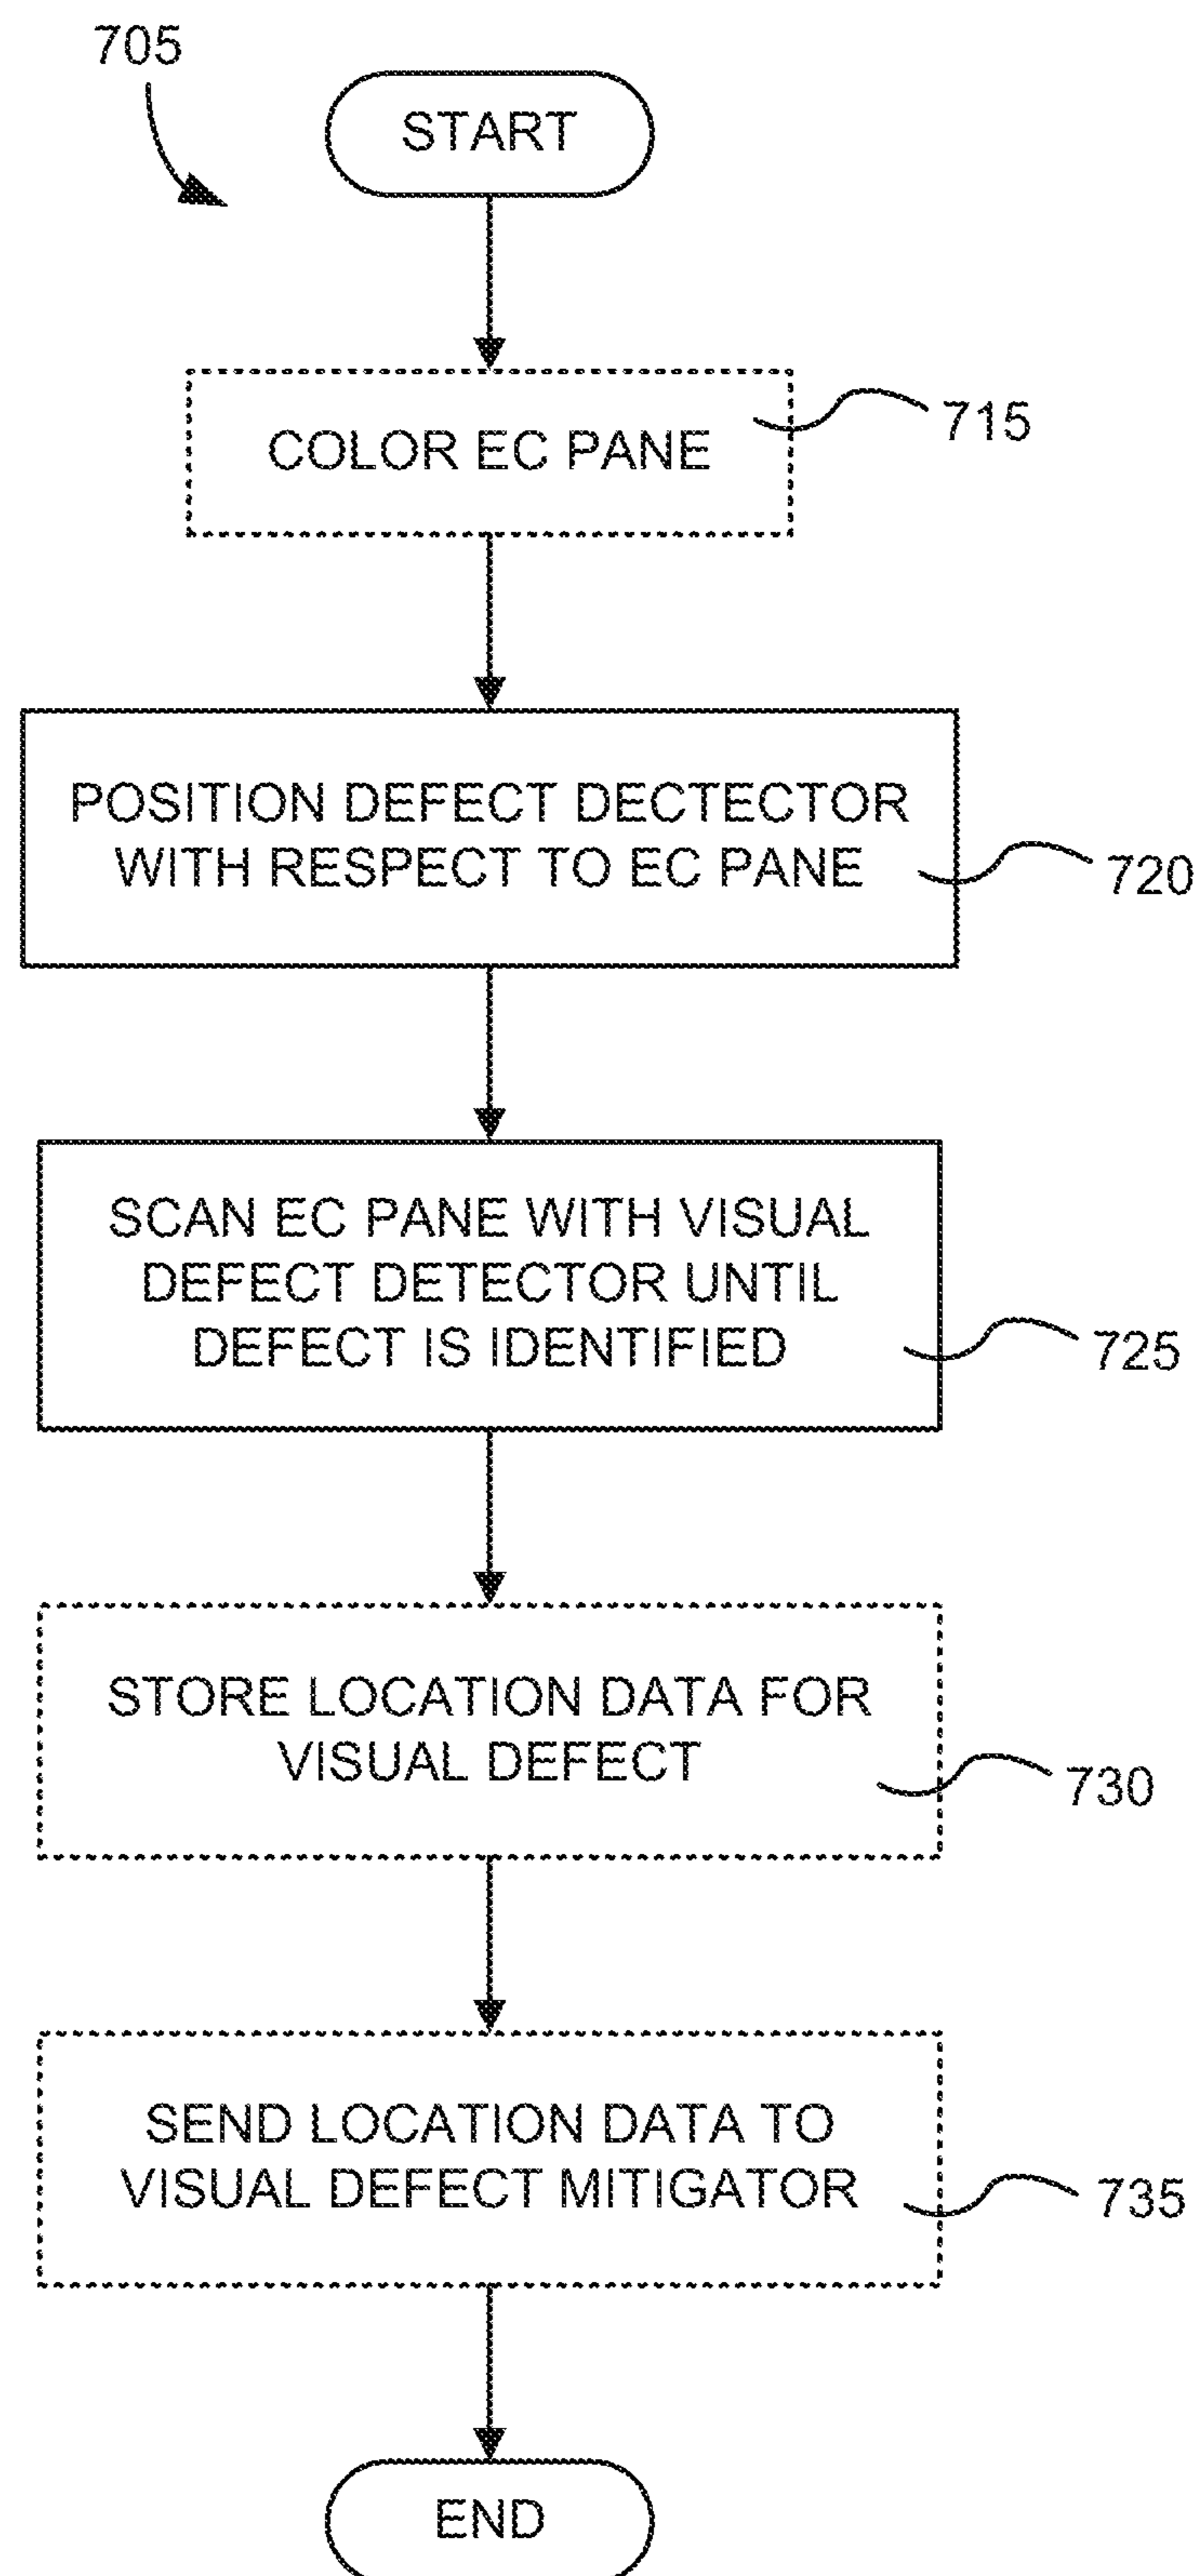 705
START
COLOR EC PANE
715
POSITION DEFECT DECTECTOR
WITH RESPECT TO EC PANE
720
SCAN EC PANE WITH VISUAL
DEFECT DETECTOR UNTIL
DEFECT IS IDENTIFIED
725
STORE LOCATION DATA FOR
VISUAL DEFECT
730
SEND LOCATION DATA TO
VISUAL DEFECT MITIGATOR
735
END